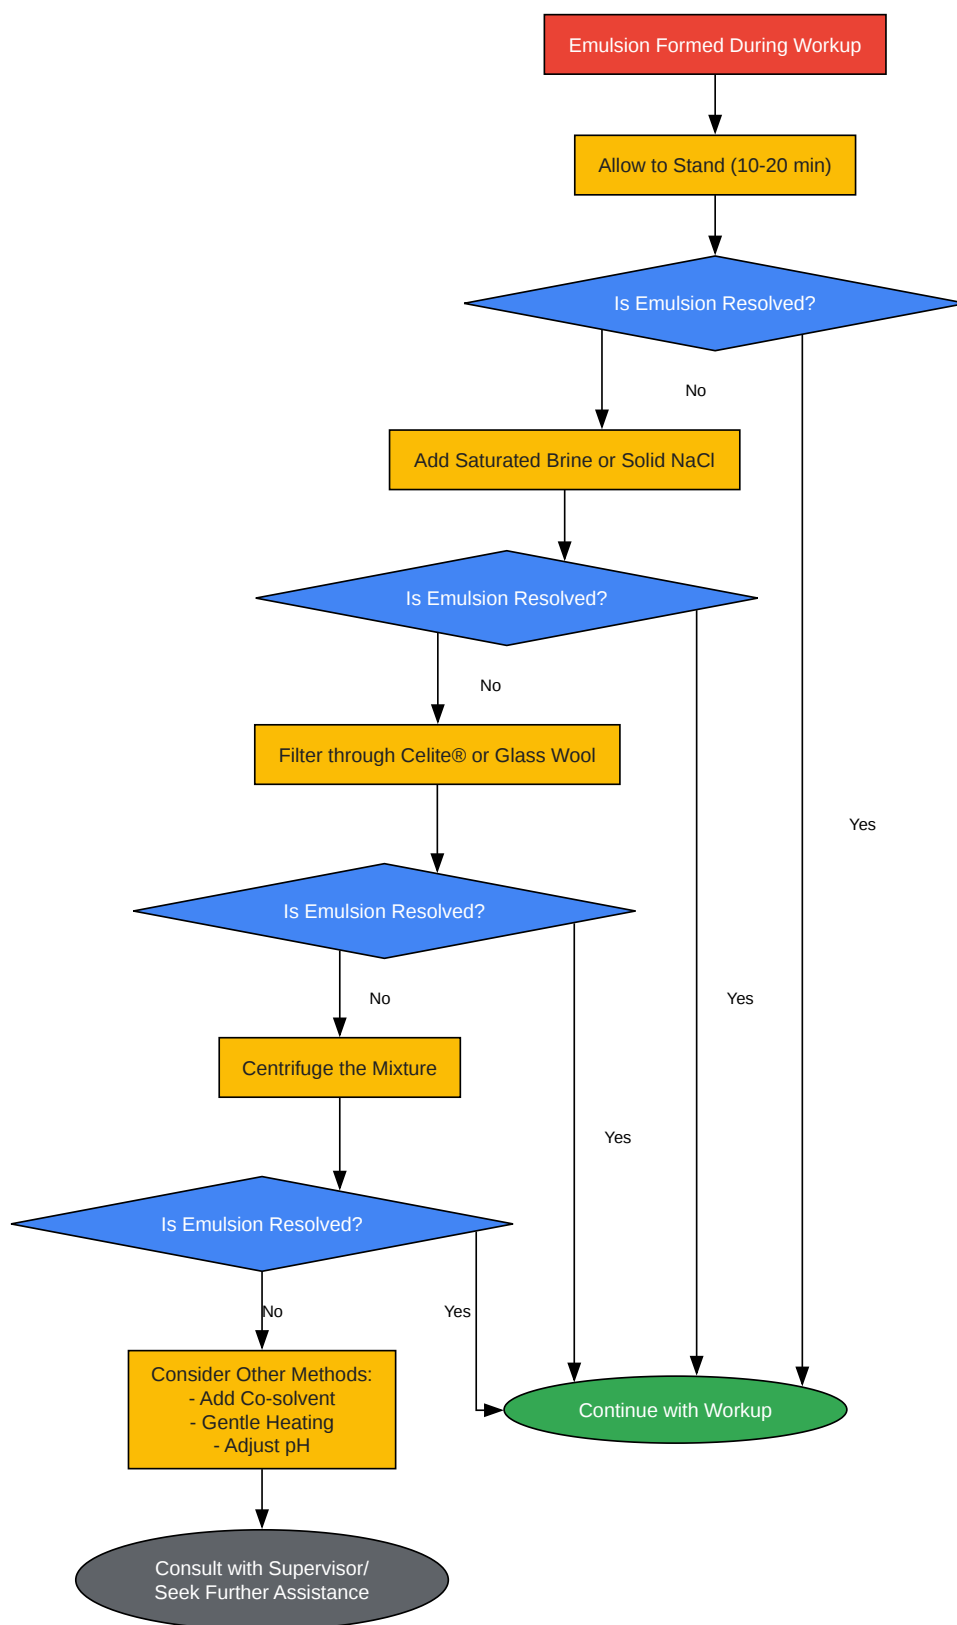 Emulsion Formed During Workup
Allow to Stand (10-20 min)
Is Emulsion Resolved?
No
Add Saturated Brine or Solid NaCl
Is Emulsion Resolved?
No
Filter through Celite® or Glass Wool
Yes
Is Emulsion Resolved?
No
Yes
Centrifuge the Mixture
Yes
Is Emulsion Resolved?
No
Yes
Consider Other Methods:
- Add Co-solvent
- Gentle Heating
- Adjust pH
Continue with Workup
Consult with Supervisor/
Seek Further Assistance